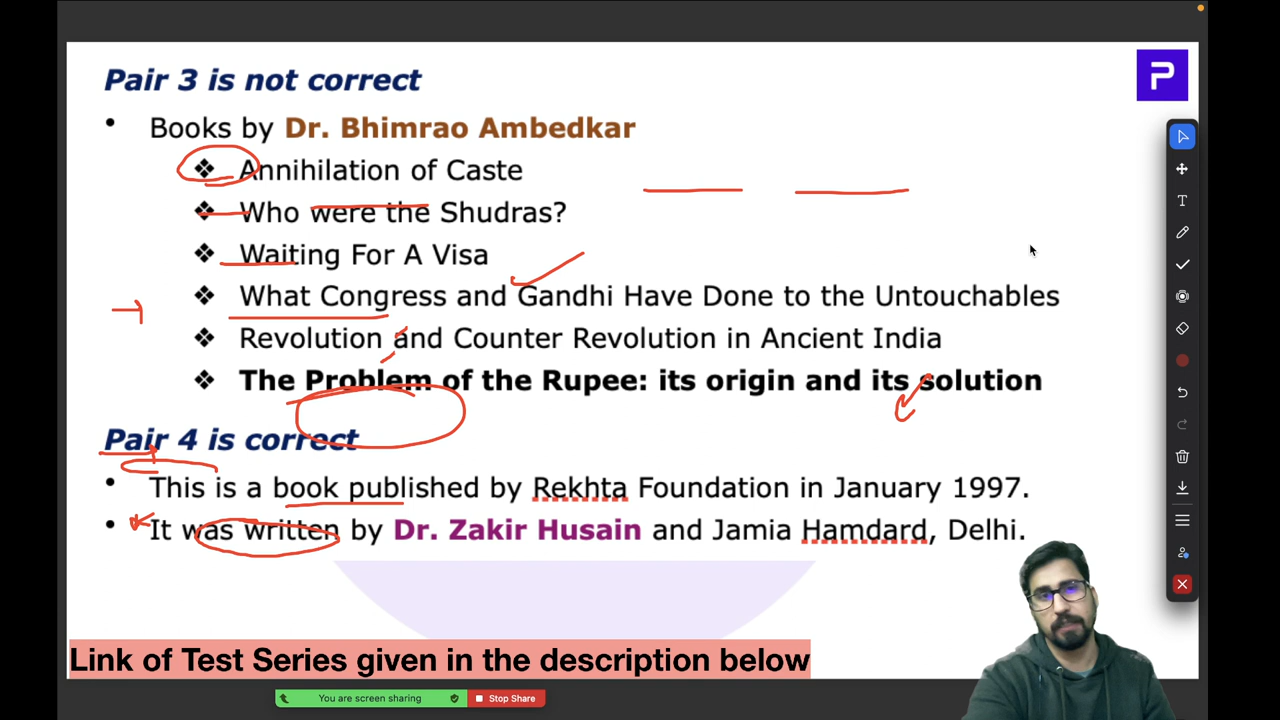 Pair 3 is not correct
P
• Books by Dr. Bhimrao Ambedkar
❖ Annihilation of Caste
❖ Who were the Shudras?
❖ Waiting For A Visa
❖ What Congress and Gandhi Have Done to the Untouchables
❖ Revolution and Counter Revolution in Ancient India
❖ The Problem of the Rupee: its origin and its solution
Pair 4 is correct
• This is a book published by Rekhta Foundation in January 1997.
• It was written by Dr. Zakir Husain and Jamia Hamdard, Delhi.
Link of Test Series given in the description below
You are screen sharing
Stop Share